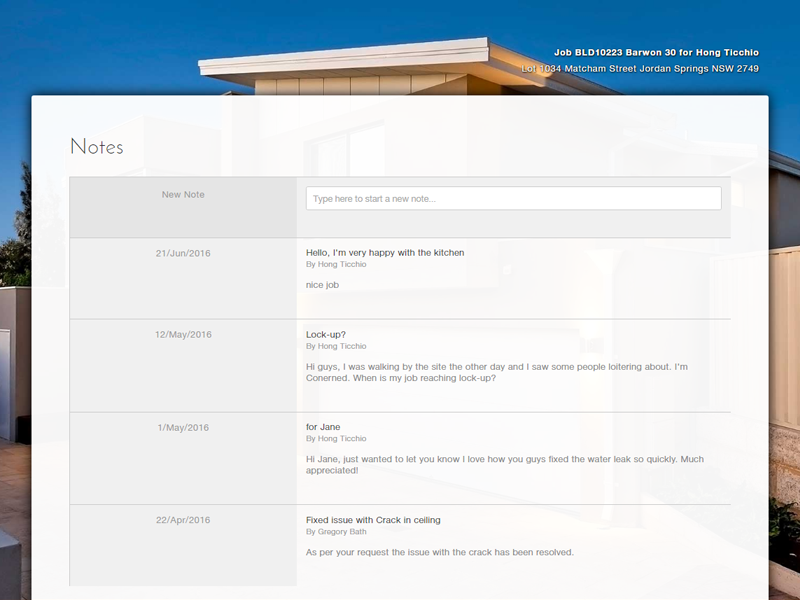 Job BLD10223 Barwon 30 for Hong Ticchio
Lot 1034 Matcham Street Jordan Springs NSW 2749
Notes
New Note
Type here to start a new note...
21/Jun/2016
Hello, I'm very happy with the kitchen
By Hong Ticchio
nice job
12/May/2016
Lock-up?
By Hong Ticchio
Hi guys, I was walking by the site the other day and I saw some people loitering about. I'm
Conerned. When is my job reaching lock-up?
1/May/2016
for Jane
By Hong Ticchio
Hi Jane, just wanted to let you know I love how you guys fixed the water leak so quickly. Much
appreciated!
22/Apr/2016
Fixed issue with Crack in ceiling
By Gregory Bath
As per your request the issue with the crack has been resolved.